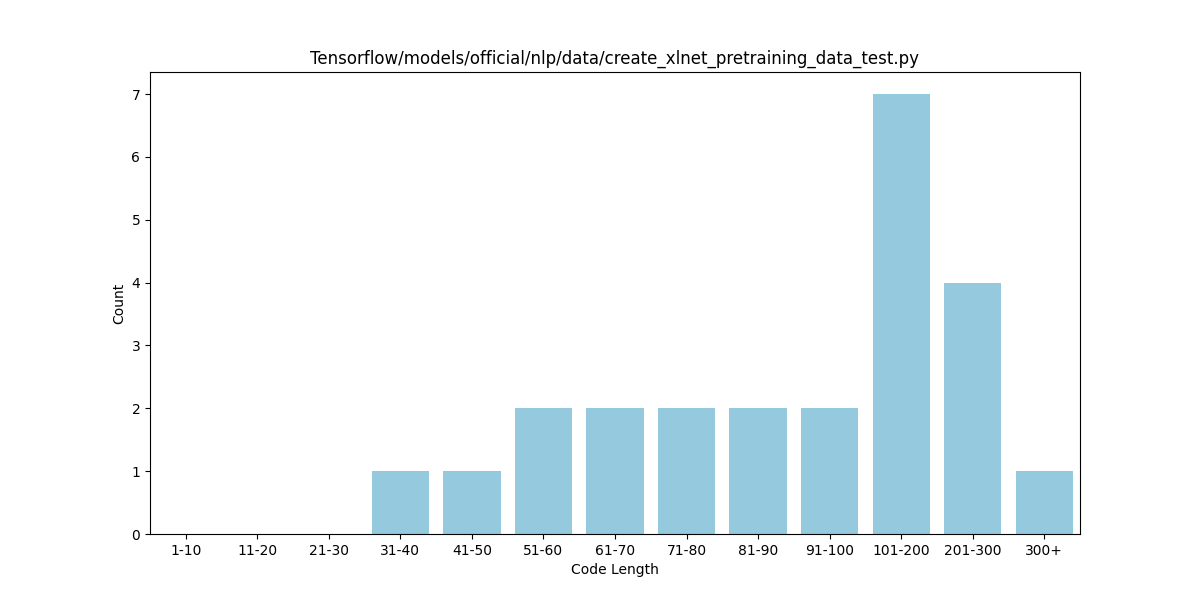 Tensorflow/models/official/nlp/data/create_xlnet_pretraining_data_test.py
7
6
5
4
3
2
1
0
Count
1-10 11-20 21-30 31-40 41-50 51-60 61-70 71-80 81-90 91-100 101-200 201-300 300+
Code Length